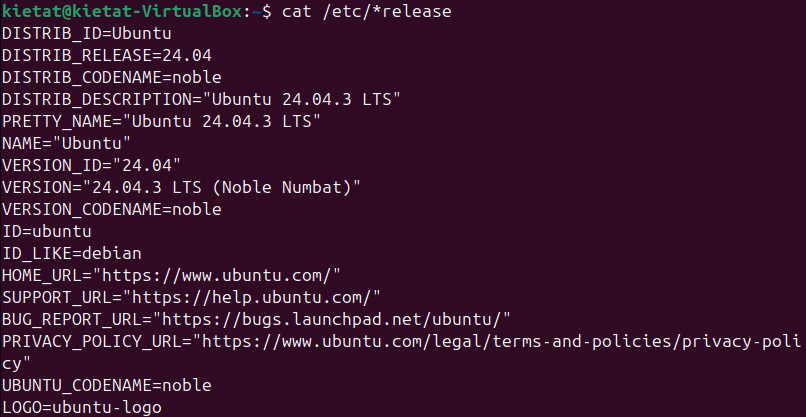 kietat@kietat-VirtualBox:~$ cat /etc/*release
DISTRIB_ID=Ubuntu
DISTRIB_RELEASE=24.04
DISTRIB_CODENAME=noble
DISTRIB_DESCRIPTION="Ubuntu 24.04.3 LTS"
PRETTY_NAME="Ubuntu 24.04.3 LTS"
NAME="Ubuntu"
VERSION_ID="24.04"
VERSION="24.04.3 LTS (Noble Numbat)"
VERSION_CODENAME=noble
ID=ubuntu
ID_LIKE=debian
HOME_URL="https://www.ubuntu.com/"
SUPPORT_URL="https://help.ubuntu.com/"
BUG_REPORT_URL="https://bugs.launchpad.net/ubuntu/"
PRIVACY_POLICY_URL="https://www.ubuntu.com/legal/terms-and-policies/privacy-poli
cy"
UBUNTU_CODENAME=noble
LOGO=ubuntu-logo